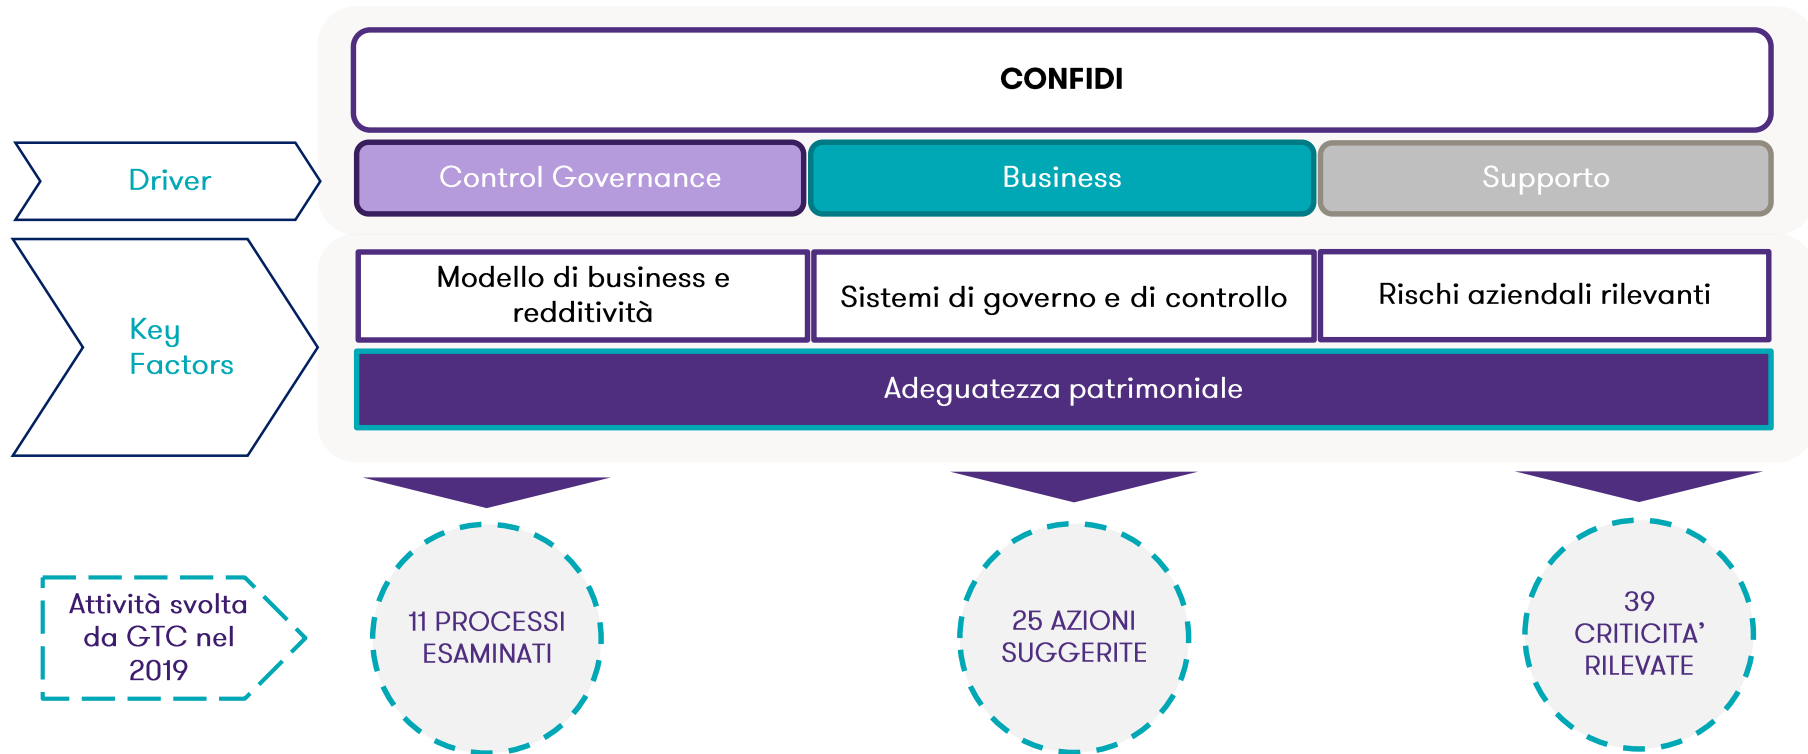 CONFIDI
Driver
Control Governance
Business
Supporto
Key
Factors
Modello di business e
redditività
Sistemi di governo e di controllo
Rischi aziendali rilevanti
Adeguatezza patrimoniale
Attività svolta
da GTC nel
2019
11 PROCESSI
ESAMINATI
25 AZIONI
SUGGERITE
39
CRITICITA’
RILEVATE